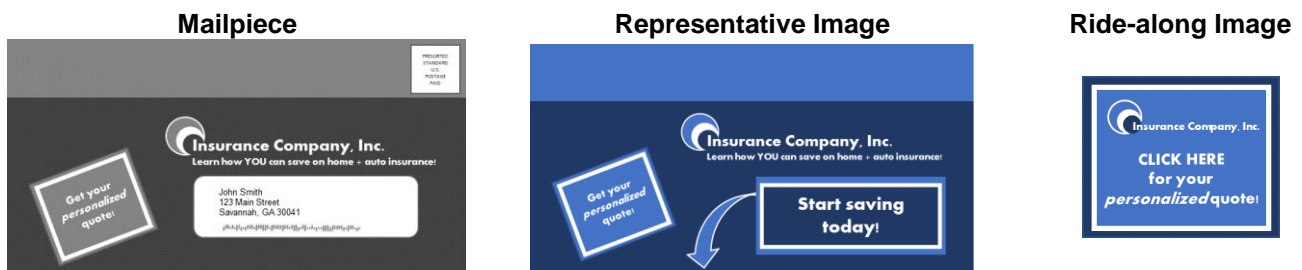 Mailpiece
PRESORTED
STANDARD
U.S.
POSTAGE
PAID
Insurance Company, Inc.
Learn how YOU can save on home + auto insurance!
Get your
personalized
quote!
John Smith
123 Main Street
Savannah, GA 30041
Representative Image
Insurance Company, Inc.
Learn how YOU can save on home + auto insurance!
Get your
personalized
quote!
Start saving
today!
Ride-along Image
Insurance Company, Inc.
CLICK HERE
for your
personalized quote!